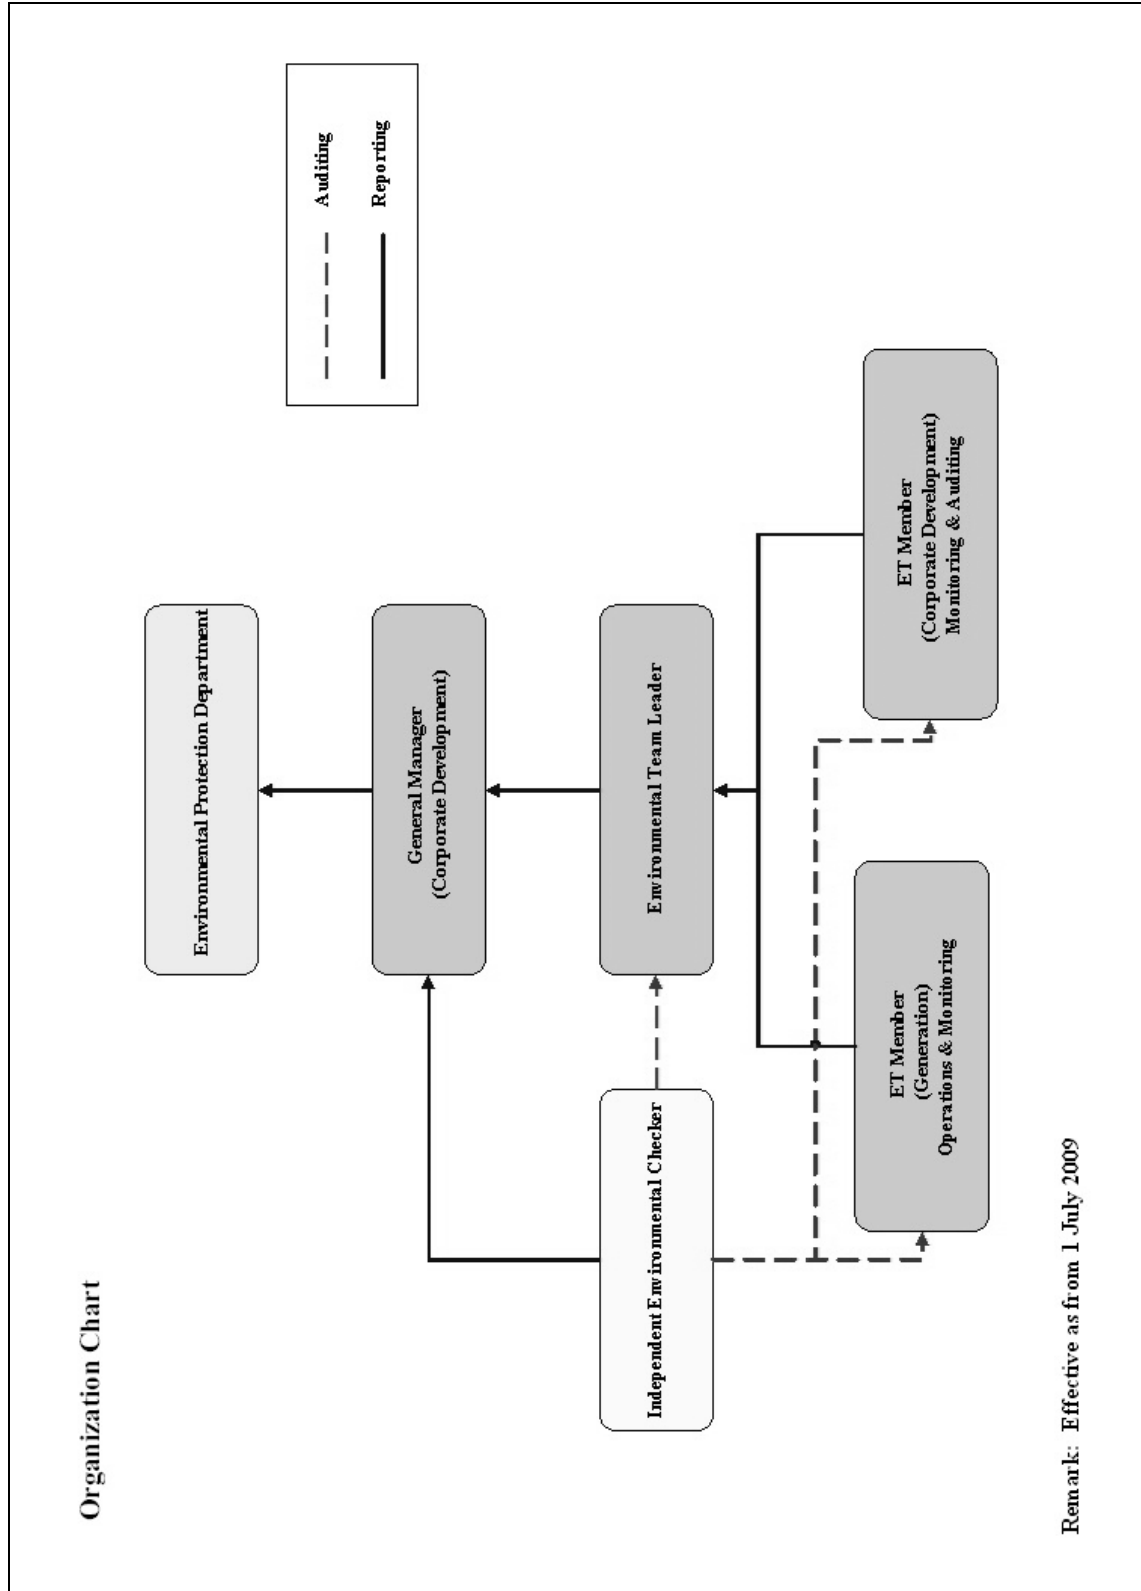 Organization Chart
Auditing
Reporting
Environmental Protection Department
General Manager
(Corporate Development)
Independent Environmental Checker
Environmental Team Leader
ET Member
(Generation)
Operations & Monitoring
ET Member
(Corporate Development)
Monitoring & Auditing
Remark: Effective as from 1 July 2009